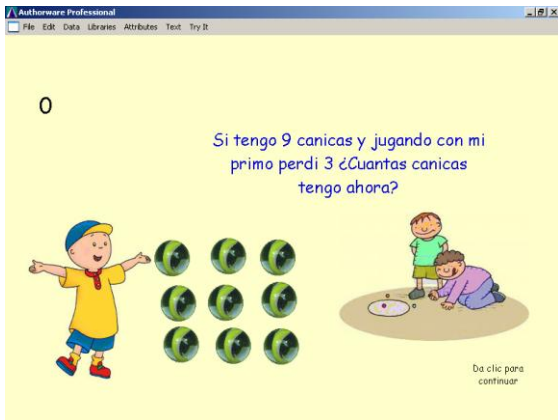 Authorware Professional
File Edit Data Libraries Attributes Text Try It
0
Si tengo 9 canicas y jugando con mi
primo perdi 3 ¿Cuantas canicas
tengo ahora?
Da clic para
continuar